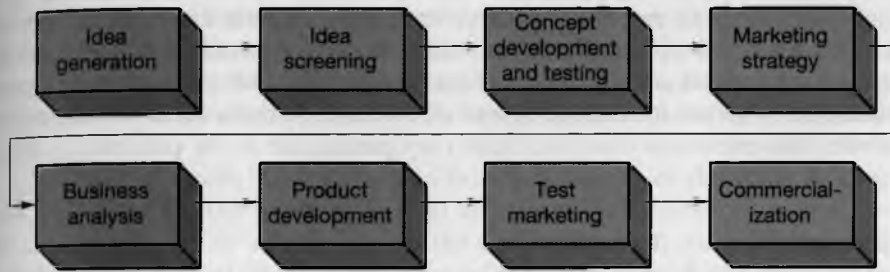 Idea
generation
Idea
screening
Concept
development
and testing
Marketing
strategy
Business
analysis
Product
development
Test
marketing
Commercial-
ization